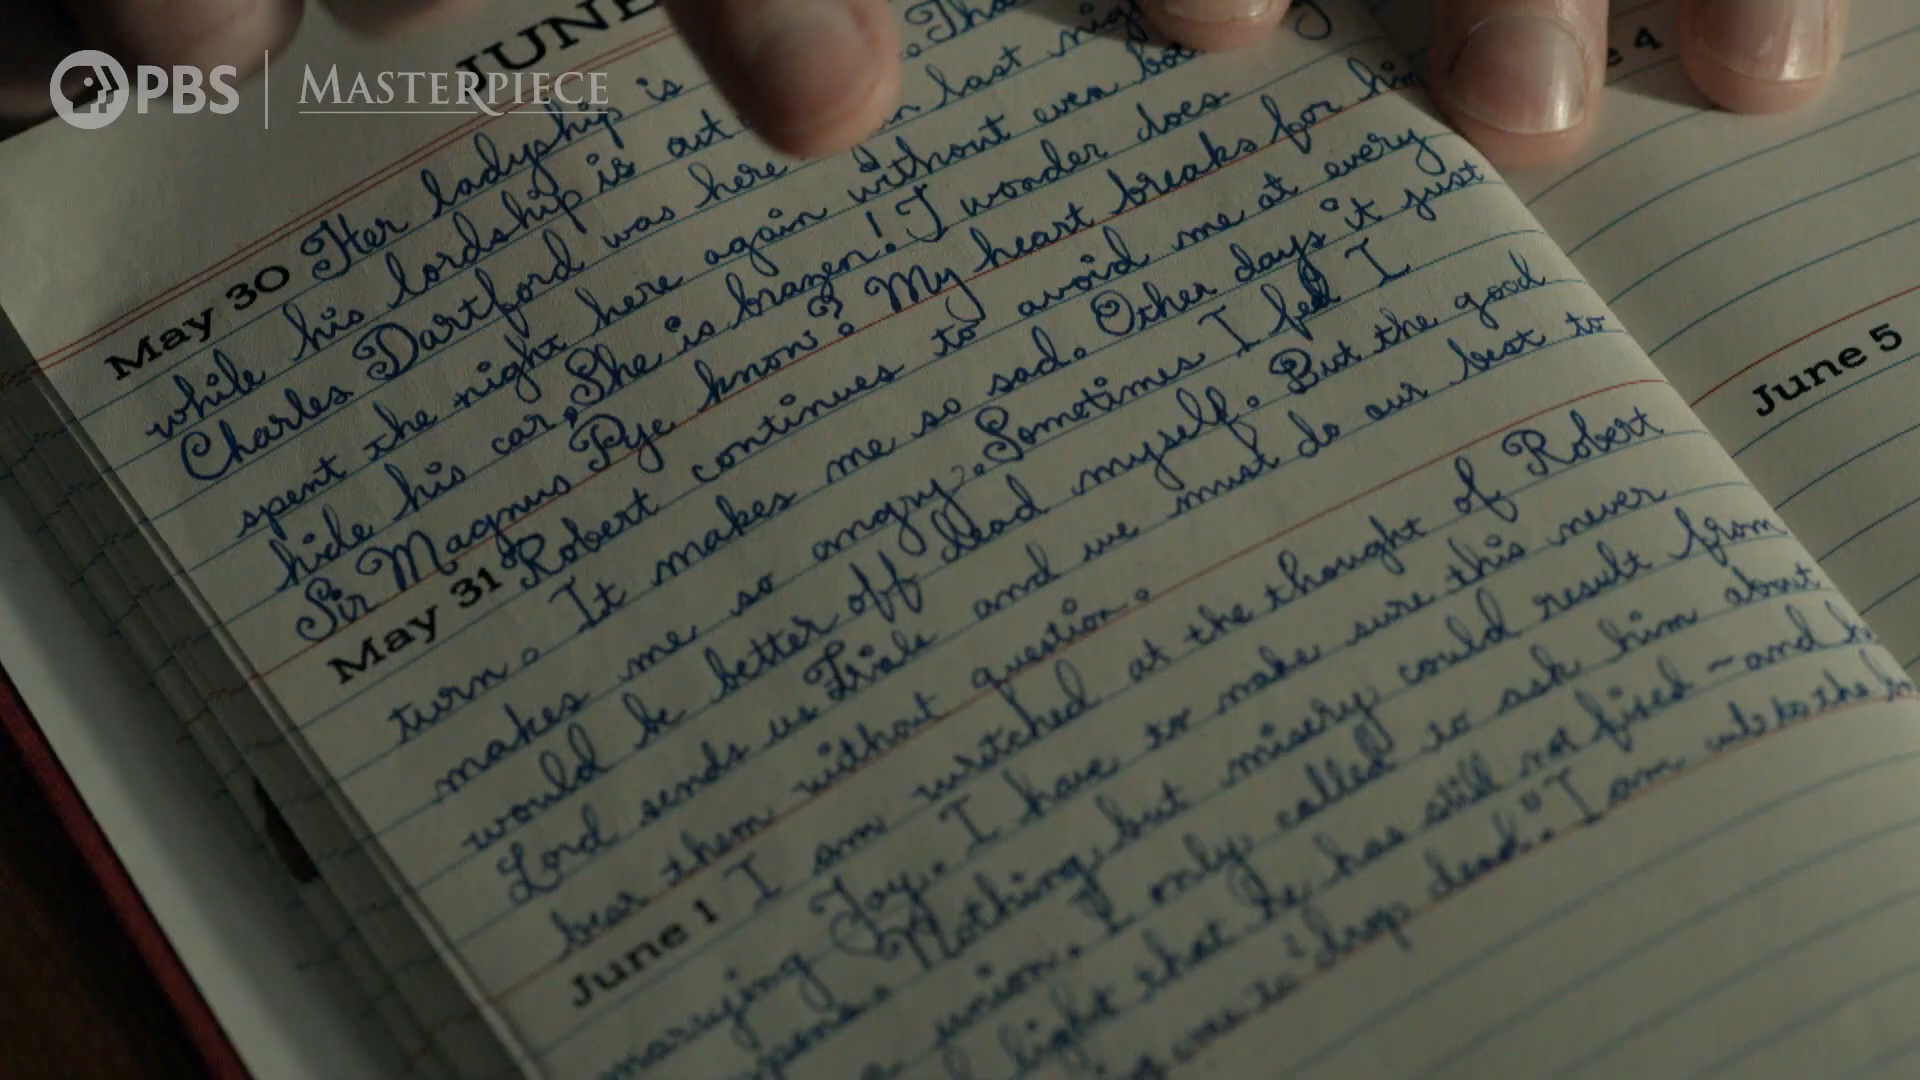 PBS | MASTERPIECE
JUNE
May 30 Her ladyship is
while his lordship is out
Charles Dartford was here last
spent the night here again without even
hide his car. She is brazen! I wonder does
Sir Magnus Pye know? My heart breaks for him
May 31 Robert continues to avoid me at every
turn. It makes me so sad. Other days it just
makes me so angry. Sometimes I feel I
would be better off dead myself. But the good
Lord sends us Trials and we must do our best to
bear them without question.
June 1 I am wretched at the thought of Robert
marrying Joy. I have to make sure this never
Nothing but misery could result from
union. I only called to ask him about
light that he has still not fixed - and
"drop dead." I am to the
4
June 5